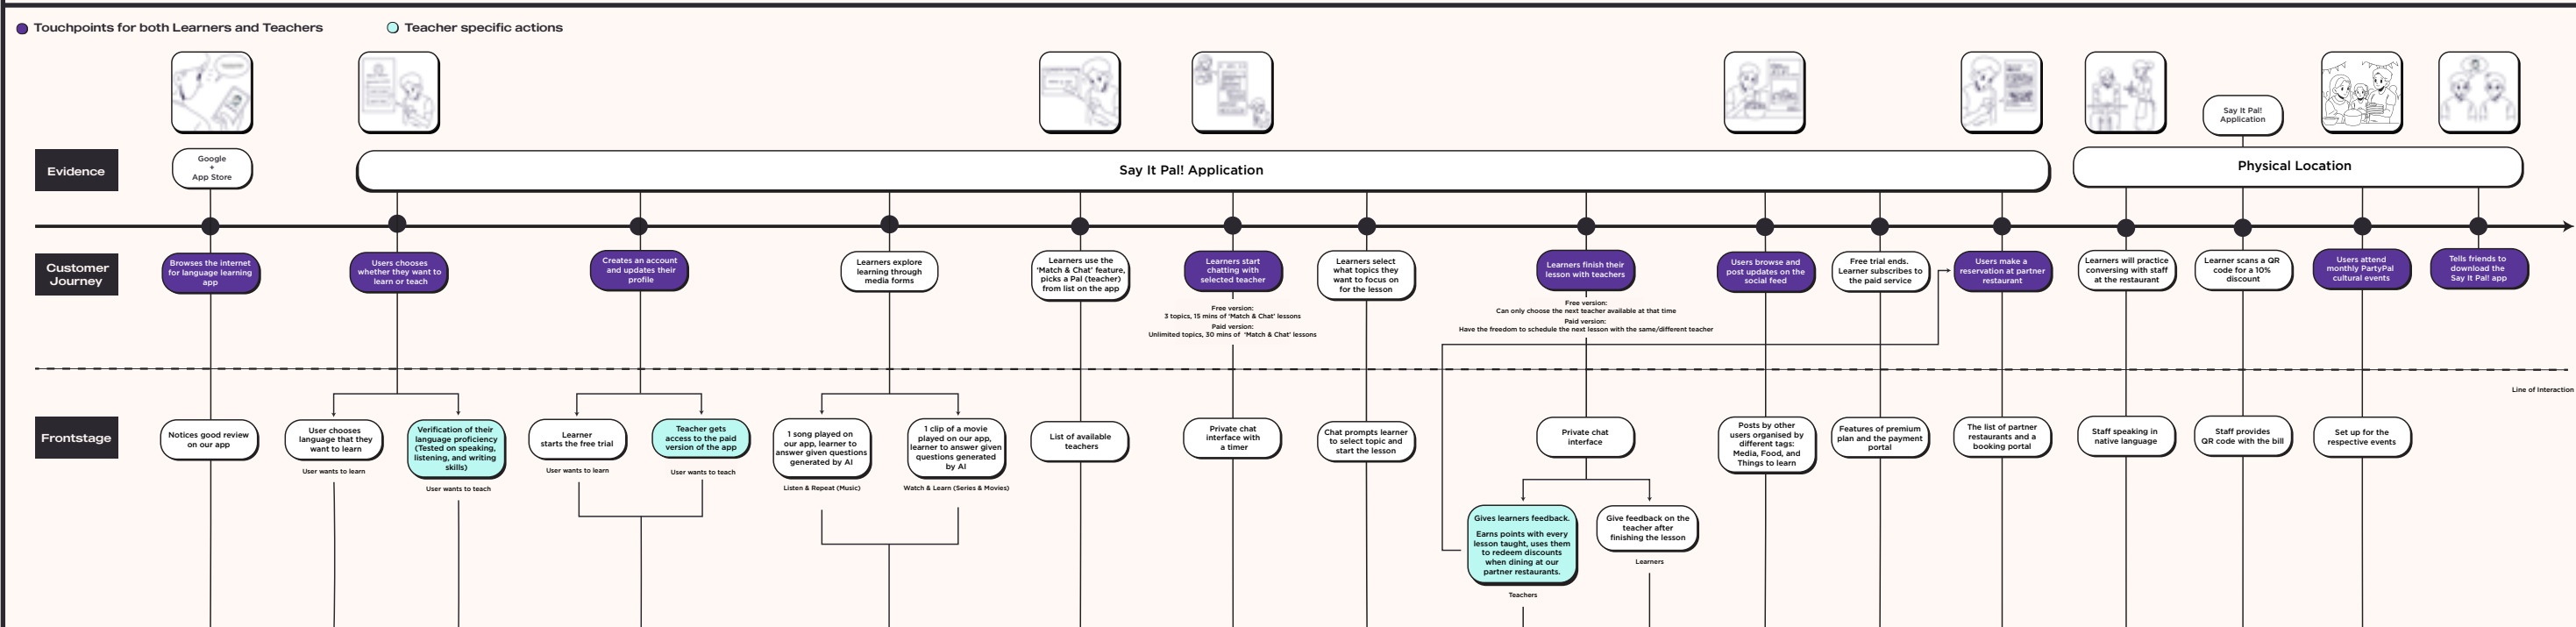 Touchpoints for both Learners and Teachers
Teacher specific actions
Say It Pal!
Application
Evidence
Google
+
App Store
Say It Pal! Application
Physical Location
Customer
Journey
Browses the internet
for language learning
app
Users chooses
whether they want to
learn or teach
Creates an account
and updates their
profile
Learners explore
learning through
media forms
Learners use the
'Match & Chat' feature,
picks a Pal (teacher)
from list on the app
Learners start
chatting with
selected teacher
Free version:
3 topics, 15 mins of 'Match & Chat' lessons
Paid version:
Unlimited topics, 30 mins of 'Match & Chat' lessons
Learners select
what topics they
want to focus on
for the lesson
Learners finish their
lesson with teachers
Free version:
Can only choose the next teacher available at that time
Paid version:
Have the freedom to schedule the next lesson with the same/different teacher
Users browse and
post updates on the
social feed
Free trial ends.
Learner subscribes to
the paid service
Users make a
reservation at partner
restaurant
Learners will practice
conversing with staff
at the restaurant
Learner scans a QR
code for a 10%
discount
Users attend
monthly PartyPal
cultural events
Tells friends to
download the
Say It Pal! app
Line of Interaction
Frontstage
Notices good review
on our app
User chooses
language that they
want to learn
User wants to learn
Verification of their
language proficiency
(Tested on speaking,
listening, and writing
skills)
User wants to teach
Learner
starts the free trial
User wants to learn
Teacher gets
access to the paid
version of the app
User wants to teach
1 song played on
our app, learner to
answer given questions
generated by AI
Listen & Repeat (Music)
1 clip of a movie
played on our app,
learner to answer given
questions generated
by AI
Watch & Learn (Series & Movies)
List of available
teachers
Private chat
interface with
a timer
Chat prompts learner
to select topic and
start the lesson
Private chat
interface
Gives learners feedback.
Earns points with every
lesson taught, uses them
to redeem discounts
when dining at our
partner restaurants.
Teachers
Give feedback on the
teacher after
finishing the lesson
Learners
Posts by other
users organised by
different tags:
Media, Food, and
Things to learn
Features of premium
plan and the payment
portal
The list of partner
restaurants and a
booking portal
Staff speaking in
native language
Staff provides
QR code with the bill
Set up for the
respective events